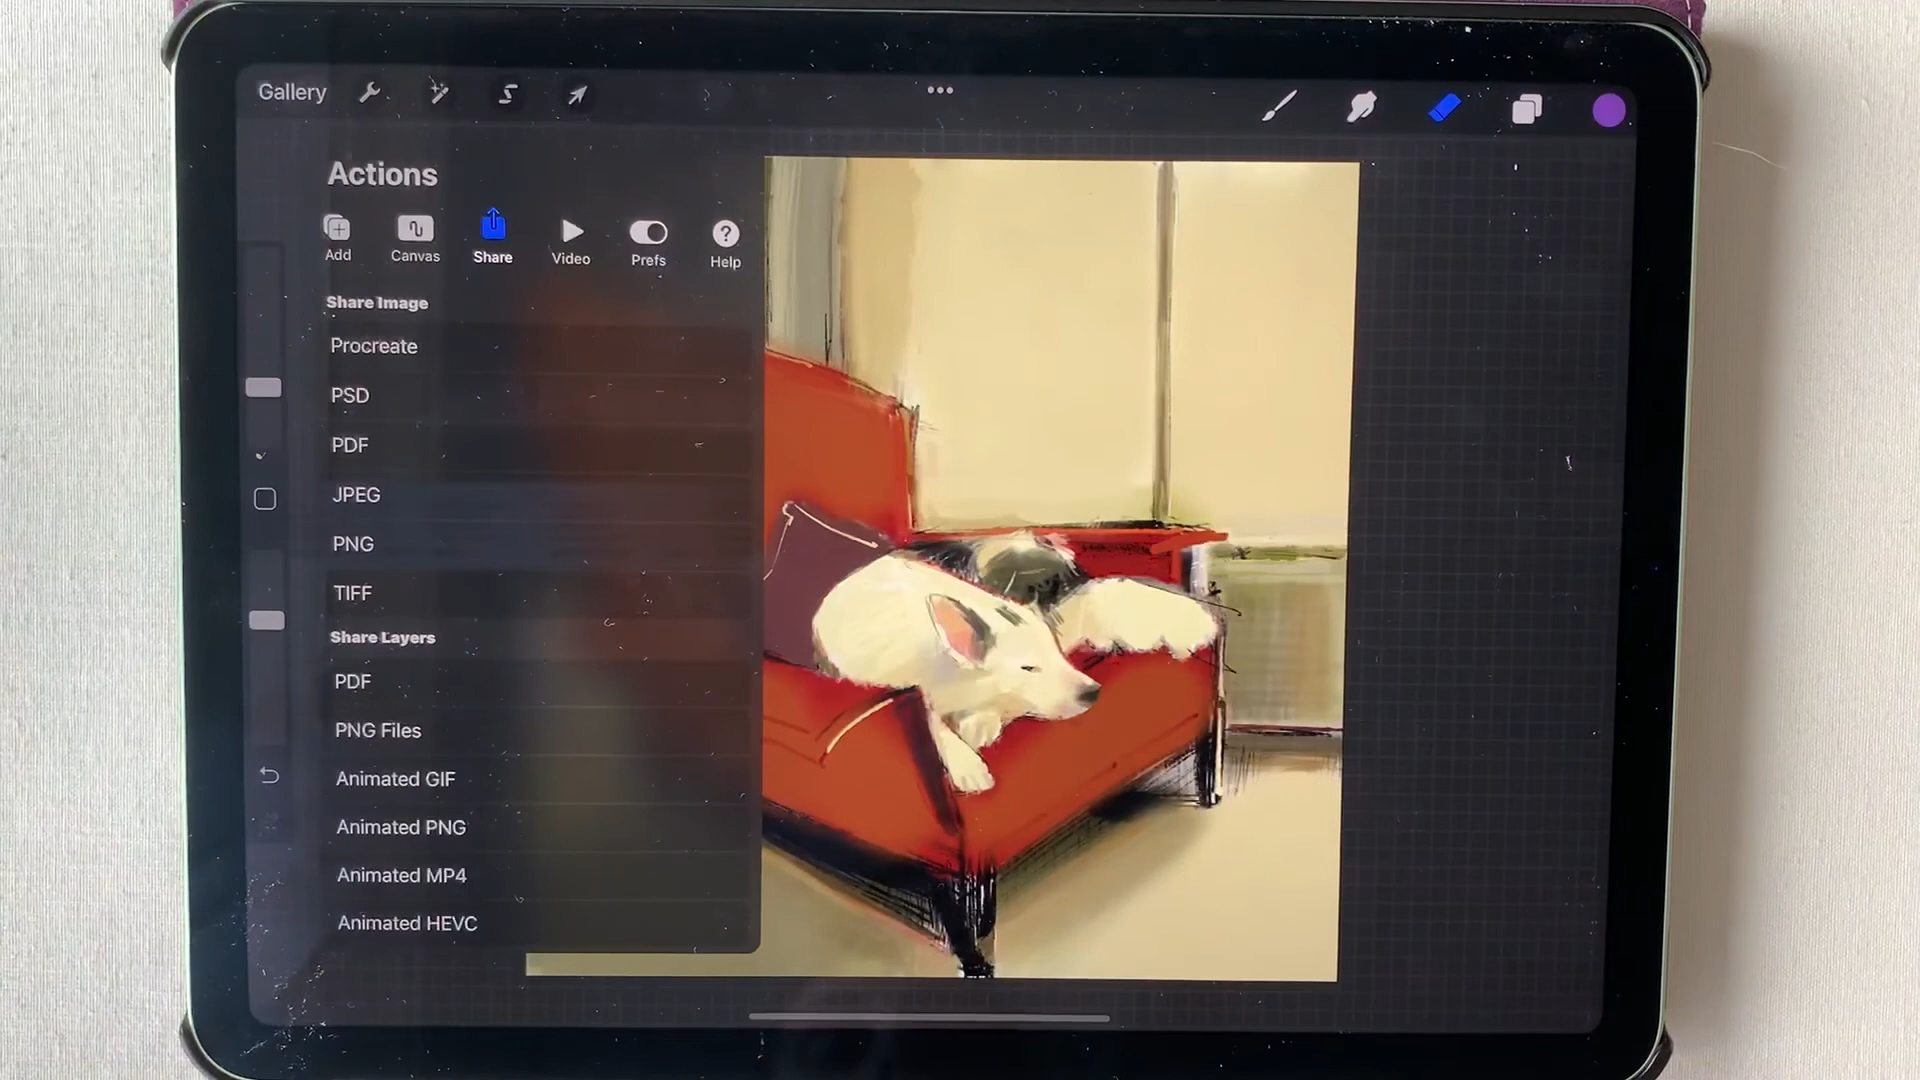 Gallery
Actions
Add
Canvas
Share
Video
Prefs
Help
Share Image
Procreate
PSD
PDF
JPEG
PNG
TIFF
Share Layers
PDF
PNG Files
Animated GIF
Animated PNG
Animated MP4
Animated HEVC